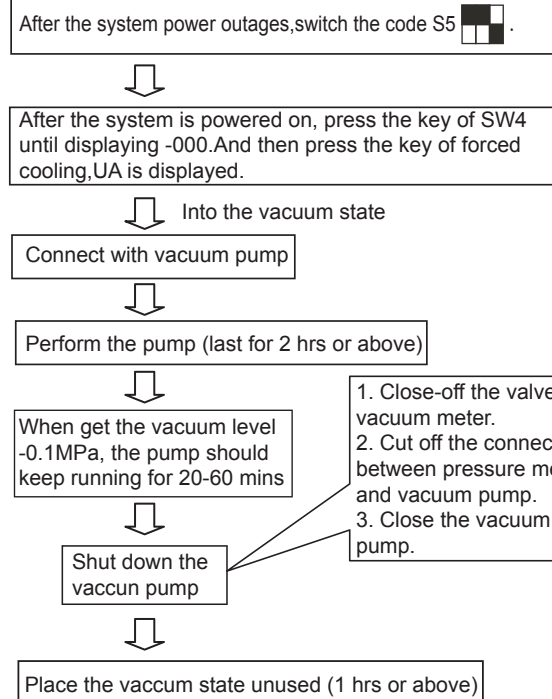 After the system power outages,switch the code S5 .
After the system is powered on, press the key of SW4
until displaying -000.And then press the key of forced
cooling,UA is displayed.
Into the vacuum state
Connect with vacuum pump
Perform the pump (last for 2 hrs or above)
When get the vacuum level
-0.1MPa, the pump should
keep running for 20-60 mins
1. Close-off the valve
vacuum meter.
2. Cut off the
between pressure
and vacuum pump.
3. Close the vacuum
pump.
Shut down the
vaccun pump
Place the vaccum state unused (1 hrs or above)